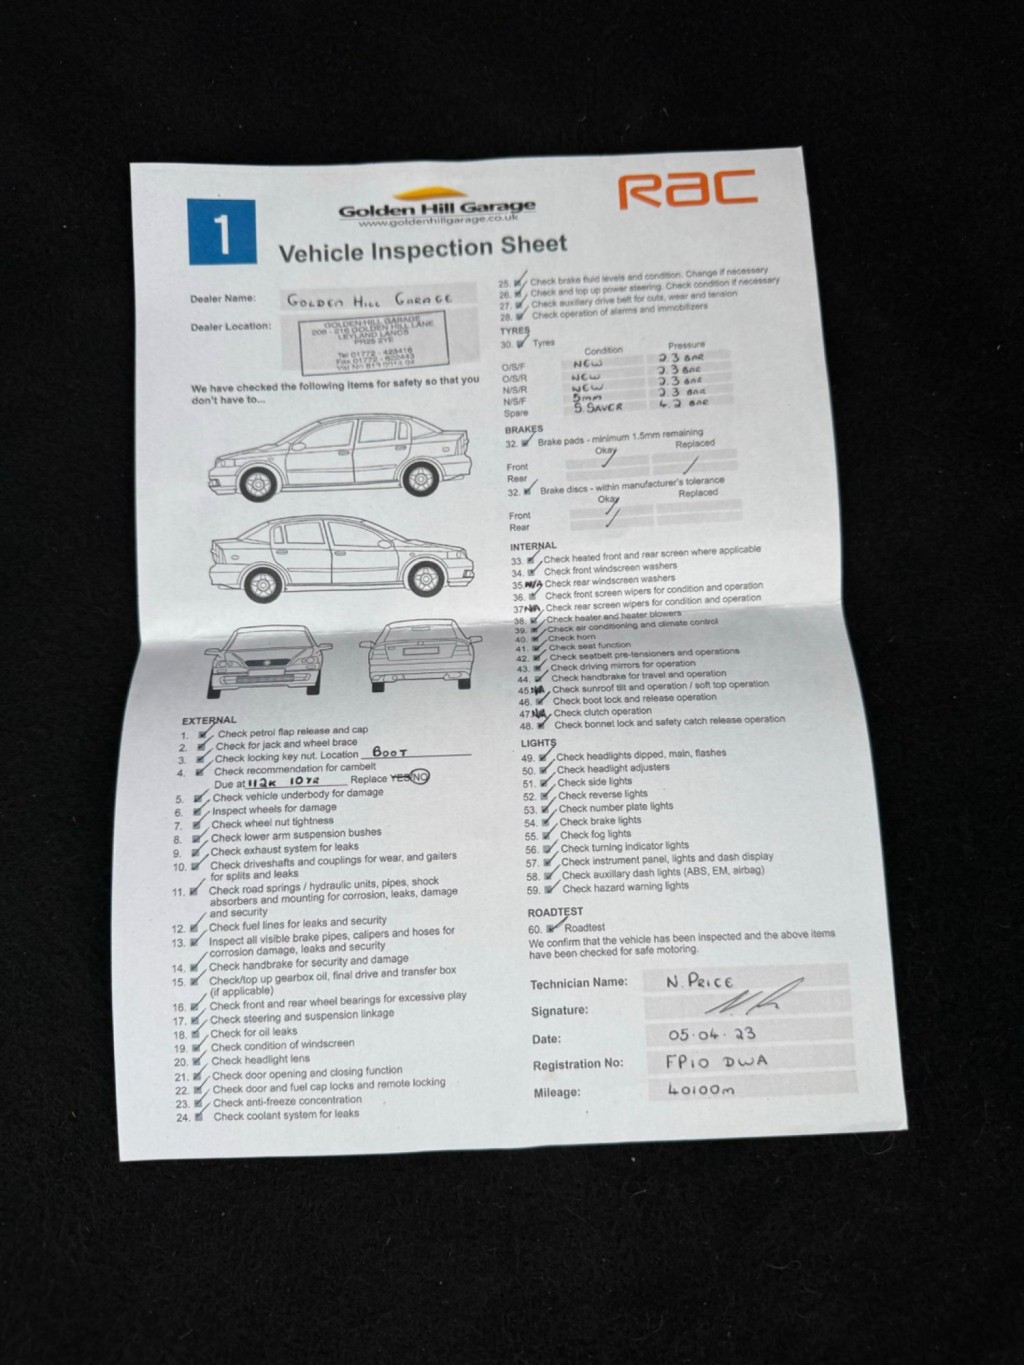 1
Golden Hill Garage
www.goldenhillgarage.co.uk
RAC
Vehicle Inspection Sheet
Dealer Name: GOLDEN HILL GARAGE
Dealer Location:
GOLDEN HILL GARAGE
208 - 216 GOLDEN HILL LANE
LEYLAND LANCS
PR25 2YE
Tel 01772 - 423416
We have checked the following items for safety so that you
don't have to...
EXTERNAL
1. Check petrol flap release and cap
2. Check for jack and wheel brace
3. Check locking key nut. Location BOOT
4. Check recommendation for cambelt
Due at 112K 10YR Replace YES NO
5. Check vehicle underbody for damage
6. Inspect wheels for damage
7. Check wheel nut tightness
8. Check lower arm suspension bushes
9. Check exhaust system for leaks
10. Check driveshafts and couplings for wear, and gaiters
for splits and leaks
11. Check road springs / hydraulic units, pipes, shock
absorbers and mounting for corrosion, leaks, damage
and security
12. Check fuel lines for leaks and security
13. Inspect all visible brake pipes, calipers and hoses for
corrosion damage, leaks and security
14. Check handbrake for security and damage
15. Check/top up gearbox oil, final drive and transfer box
(if applicable)
16. Check front and rear wheel bearings for excessive play
17. Check steering and suspension linkage
18. Check for oil leaks
19. Check condition of windscreen
20. Check headlight lens
21. Check door opening and closing function
22. Check door and fuel cap locks and remote locking
23. Check anti-freeze concentration
24. Check coolant system for leaks
25. Check brake fluid levels and condition. Change if necessary
26. Check and top up power steering. Check condition if necessary
27. Check auxiliary drive belt for cuts, wear and tension
28. Check operation of alarms and immobilizers
TYRES
30. Tyres Condition Pressure
O/S/F NEW 2.3 BAR
O/S/R NEW 2.3 BAR
N/S/R NEW 2.3 BAR
N/S/F 5mm 2.3 BAR
Spare S.SAVER 4.2 BAR
BRAKES
32. Brake pads - minimum 1.5mm remaining
Okay Replaced
Front
Rear
32. Brake discs - within manufacturer's tolerance
Okay Replaced
Front
Rear
INTERNAL
33. Check heated front and rear screen where applicable
34. Check front windscreen washers
35. N/A Check rear windscreen washers
36. Check front screen wipers for condition and operation
37. NA Check rear screen wipers for condition and operation
38. Check heater and heater blowers
39. Check air conditioning and climate control
40. Check horn
41. Check seat function
42. Check seatbelt pre-tensioners and operations
43. Check driving mirrors for operation
44. Check handbrake for travel and operation
45. NA Check sunroof tilt and operation / soft top operation
46. Check boot lock and release operation
47. NA Check clutch operation
48. Check bonnet lock and safety catch release operation
LIGHTS
49. Check headlights dipped, main, flashes
50. Check headlight adjusters
51. Check side lights
52. Check reverse lights
53. Check number plate lights
54. Check brake lights
55. Check fog lights
56. Check turning indicator lights
57. Check instrument panel, lights and dash display
58. Check auxillary dash lights (ABS, EM, airbag)
59. Check hazard warning lights
ROADTEST
60. Roadtest
We confirm that the vehicle has been inspected and the above items
have been checked for safe motoring.
Technician Name: N. PRICE
Signature:
Date: 05.04.23
Registration No: FP10 DWA
Mileage: 40100m